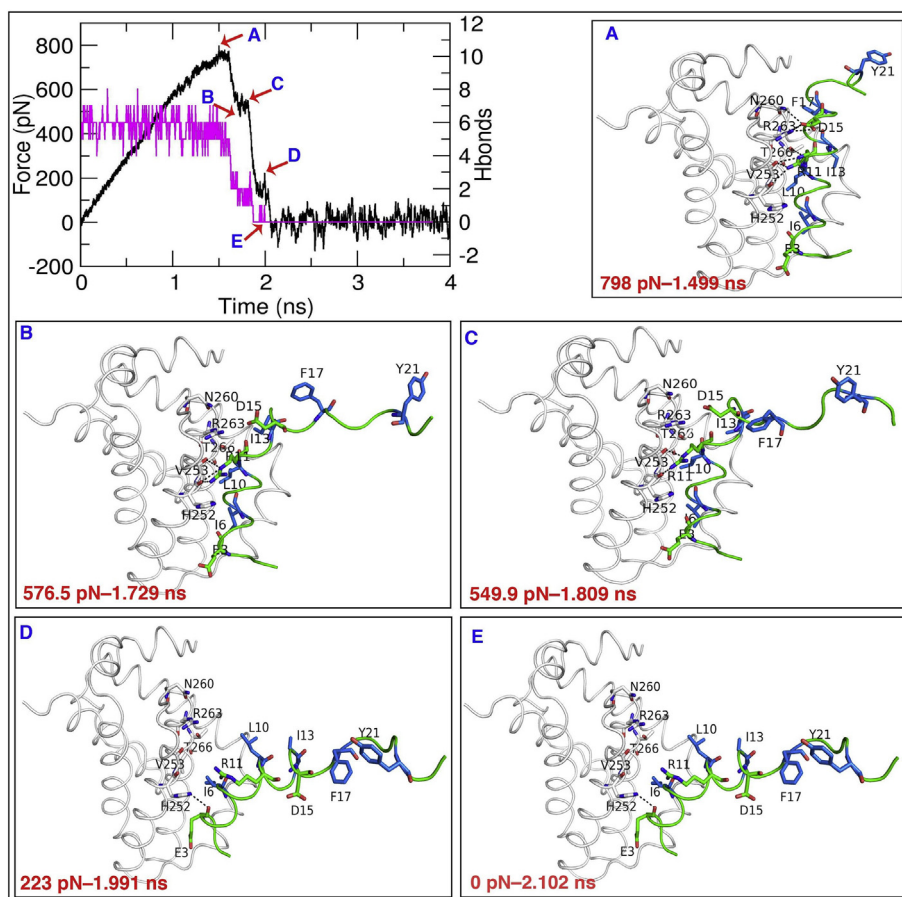 800
600
400
200
0
-200
Force (pN)
12
10
8
6
4
2
0
-2
Hbonds
0
1
2
3
4
Time (ns)
A
B
C
D
E
A
Y21
F17
N260
R263
D15
T266
V253
R11
I13
L10
H252
I6
E3
798 pN–1.499 ns
B
F17
Y21
N260
D15
R263
I13
T266
R11
V253
L10
H252
I6
E3
576.5 pN–1.729 ns
C
Y21
N260
D15
R263
I13
T266
F17
V253
L10
R11
H252
I6
E3
549.9 pN–1.809 ns
D
N260
R263
L10
I13
Y21
T266
V253
R11
I6
H252
D15
F17
E3
223 pN–1.991 ns
E
N260
R263
L10
I13
Y21
T266
V253
R11
I6
H252
D15
F17
E3
0 pN–2.102 ns